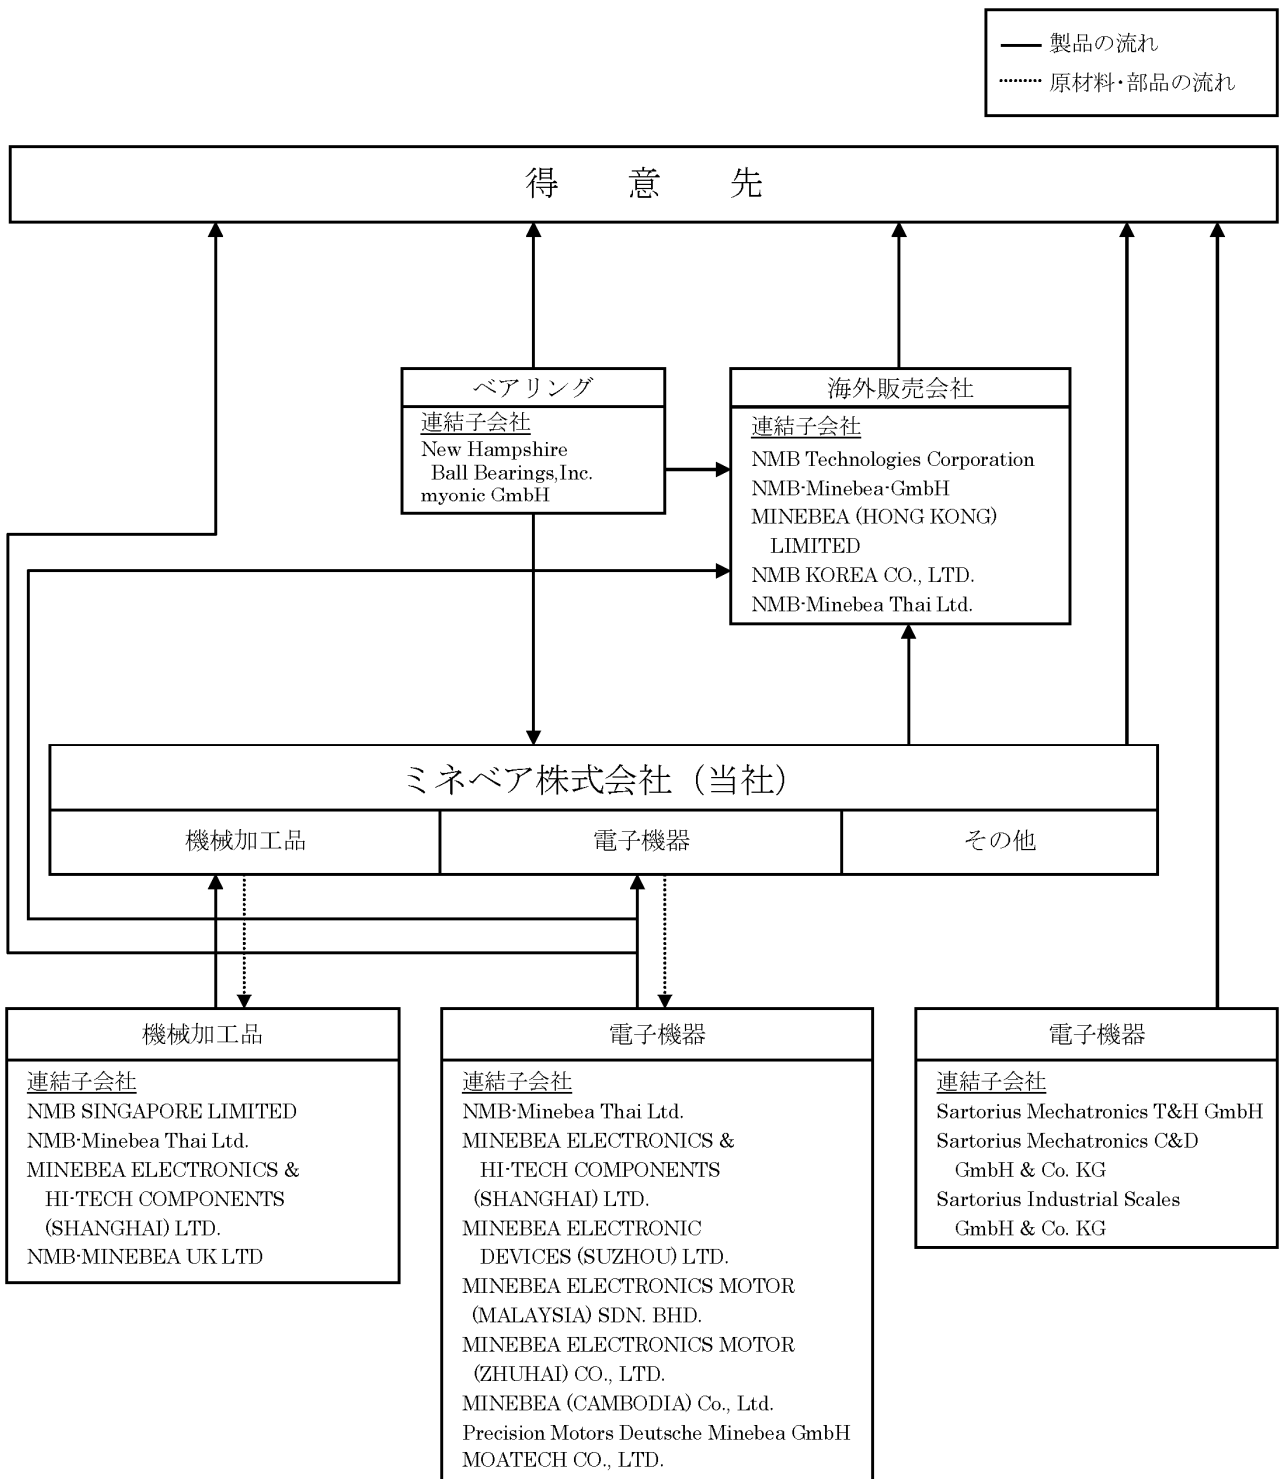 製品の流れ
原材料・部品の流れ
得意先
ベアリング
連結子会社
New Hampshire
Ball Bearings,Inc.
myonic GmbH
海外販売会社
連結子会社
NMB Technologies Corporation
NMB-Minebea-GmbH
MINEBEA (HONG KONG)
LIMITED
NMB KOREA CO., LTD.
NMB-Minebea Thai Ltd.
ミネベア株式会社（当社）
機械加工品
電子機器
その他
機械加工品
連結子会社
NMB SINGAPORE LIMITED
NMB-Minebea Thai Ltd.
MINEBEA ELECTRONICS &
HI-TECH COMPONENTS
(SHANGHAI) LTD.
NMB-MINEBEA UK LTD
電子機器
連結子会社
NMB-Minebea Thai Ltd.
MINEBEA ELECTRONICS &
HI-TECH COMPONENTS
(SHANGHAI) LTD.
MINEBEA ELECTRONIC
DEVICES (SUZHOU) LTD.
MINEBEA ELECTRONICS MOTOR
(MALAYSIA) SDN. BHD.
MINEBEA ELECTRONICS MOTOR
(ZHUHAI) CO., LTD.
MINEBEA (CAMBODIA) Co., Ltd.
Precision Motors Deutsche Minebea GmbH
MOATECH CO., LTD.
電子機器
連結子会社
Sartorius Mechatronics T&H GmbH
Sartorius Mechatronics C&D
GmbH & Co. KG
Sartorius Industrial Scales
GmbH & Co. KG